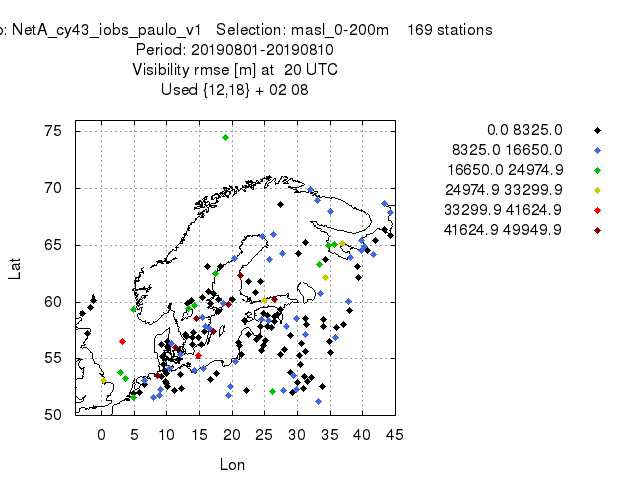 : NetA_cy43_iobs_paulo_v1 Selection: masl_0-200m 169 stations
Period: 20190801-20190810
Visibility rmse [m] at 20 UTC
Used {12,18} + 02 08
0.0 8325.0
8325.0 16650.0
16650.0 24974.9
24974.9 33299.9
33299.9 41624.9
41624.9 49949.9
75
70
65
60
55
50
Lat
0 5 10 15 20 25 30 35 40 45
Lon